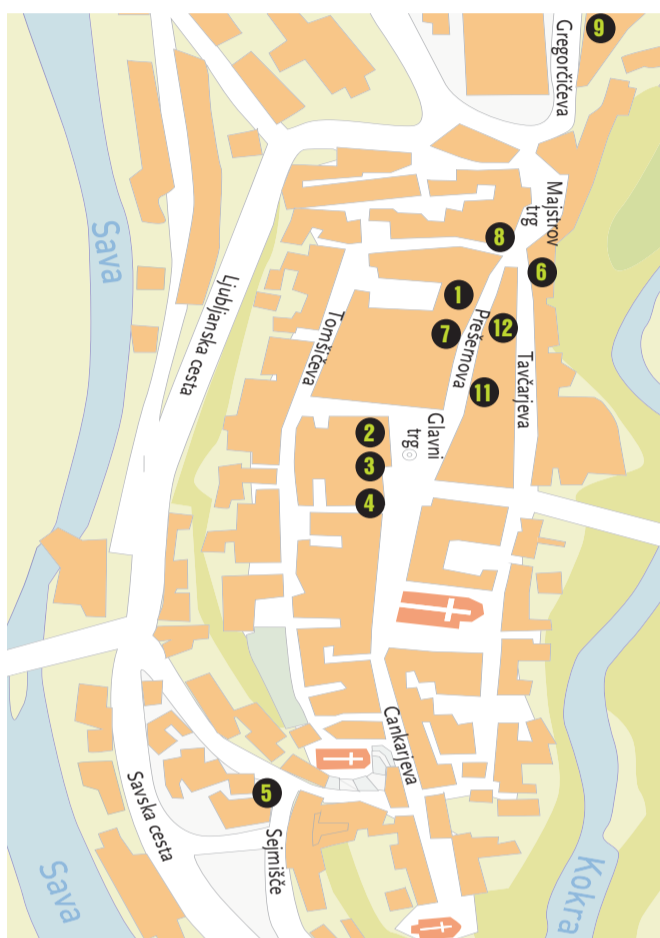 9
Gregorčičeva
Majstrov
trg
8
6
Sava
Ljubljanska cesta
1
Tomšičeva
7
Prešernova
12
Tavčarjeva
11
2
Glavni
trg
3
4
Cankarjeva
5
Savska cesta
Sejmišče
Sava
Kokra